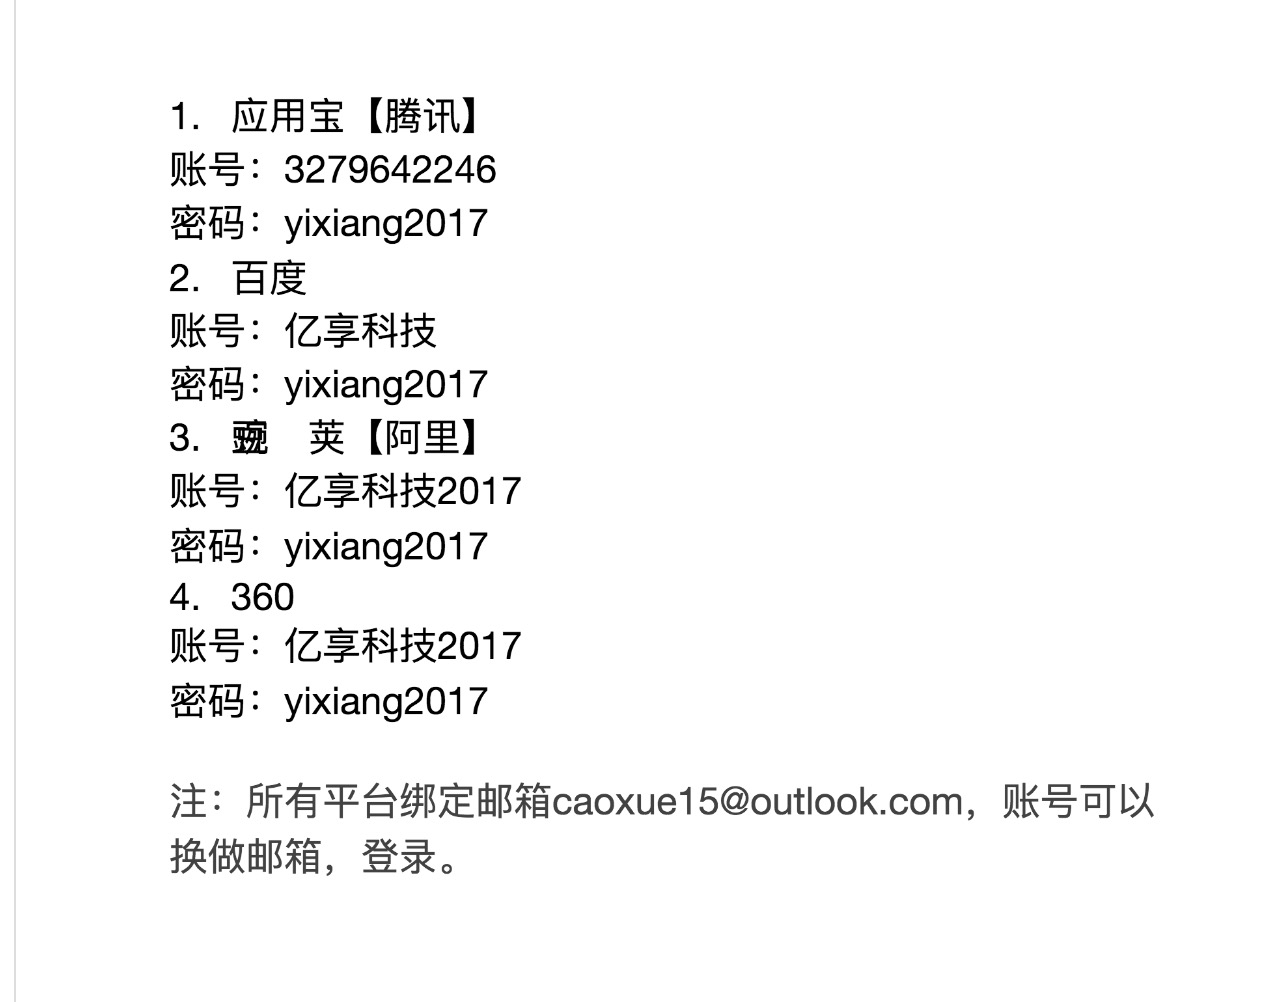 1. 应用宝【腾讯】
账号：3279642246
密码：yixiang2017
2. 百度
账号：亿享科技
密码：yixiang2017
3. 荚【阿里】
账号：亿享科技2017
密码：yixiang2017
4. 360
账号：亿享科技2017
密码：yixiang2017
注：所有平台绑定邮箱caoxue15@outlook.com，账号可以
换做邮箱，登录。